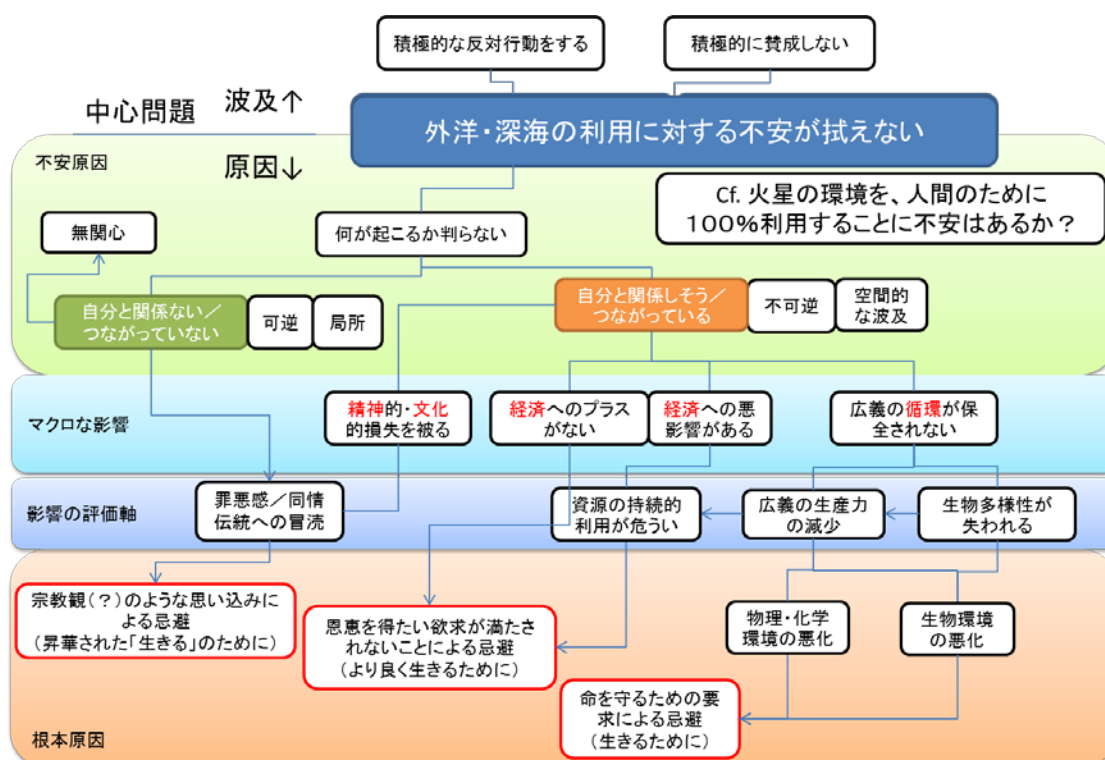 積極的な反対行動をする
積極的に賛成しない
中心問題
波及↑
外洋・深海の利用に対する不安が拭えない
不安原因
原因↓
Cf. 火星の環境を、人間のために
100%利用することに不安はあるか？
無関心
何が起こるか判らない
自分と関係ない／
つながっていない
可逆
局所
自分と関係しそう／
つながっている
不可逆
空間的
な波及
マクロな影響
精神的・文化
的損失を被る
経済へのプラス
がない
経済への悪
影響がある
広義の循環が保
全されない
影響の評価軸
罪悪感／同情
伝統への冒涜
資源の持続的
利用が危うい
広義の生産力
の減少
生物多様性が
失われる
宗教観(？)のような思い込みに
よる忌避
(昇華された「生きる」のために)
恩恵を得たい欲求が満たさ
れないことによる忌避
(より良く生きるために)
物理・化学
環境の悪化
生物環境
の悪化
命を守るための要
求による忌避
(生きるために)
根本原因